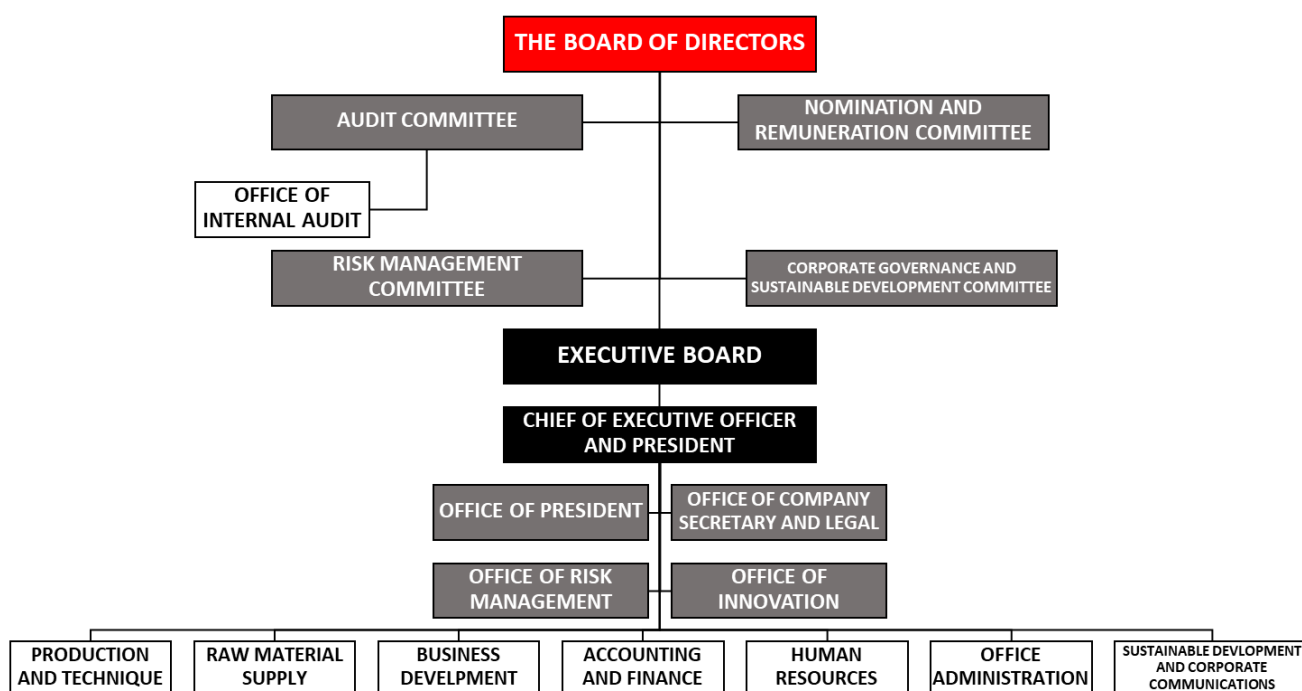 THE BOARD OF DIRECTORS
AUDIT COMMITTEE
NOMINATION AND
REMUNERATION COMMITTEE
OFFICE OF
INTERNAL AUDIT
RISK MANAGEMENT
COMMITTEE
CORPORATE GOVERNANCE AND
SUSTAINABLE DEVELOPMENT COMMITTEE
EXECUTIVE BOARD
CHIEF OF EXECUTIVE OFFICER
AND PRESIDENT
OFFICE OF PRESIDENT
OFFICE OF COMPANY
SECRETARY AND LEGAL
OFFICE OF RISK
MANAGEMENT
OFFICE OF
INNOVATION
PRODUCTION
AND TECHNIQUE
RAW MATERIAL
SUPPLY
BUSINESS
DEVELPMENT
ACCOUNTING
AND FINANCE
HUMAN
RESOURCES
OFFICE
ADMINISTRATION
SUSTAINABLE DEVLOPMENT
AND CORPORATE
COMMUNICATIONS